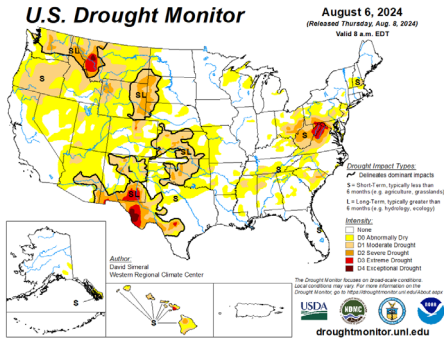 U.S. Drought Monitor
August 6, 2024
(Released Thursday, Aug. 8, 2024)
Valid 8 a.m. EDT
SL
S
SL
S
S
SL
L
SL
S
S
S
S
Drought Impact Types:
Delineates dominant impacts
S = Short-Term, typically less than
6 months (e.g. agriculture, grasslands)
L = Long-Term, typically greater than
6 months (e.g. hydrology, ecology)
Intensity:
None
D0 Abnormally Dry
D1 Moderate Drought
D2 Severe Drought
D3 Extreme Drought
D4 Exceptional Drought
Author:
David Simeral
Western Regional Climate Center
The Drought Monitor focuses on broad-scale conditions.
Local conditions may vary. For more information on the
Drought Monitor, go to https://droughtmonitor.unl.edu/About.aspx
USDA
NDMC
NOAA
droughtmonitor.unl.edu